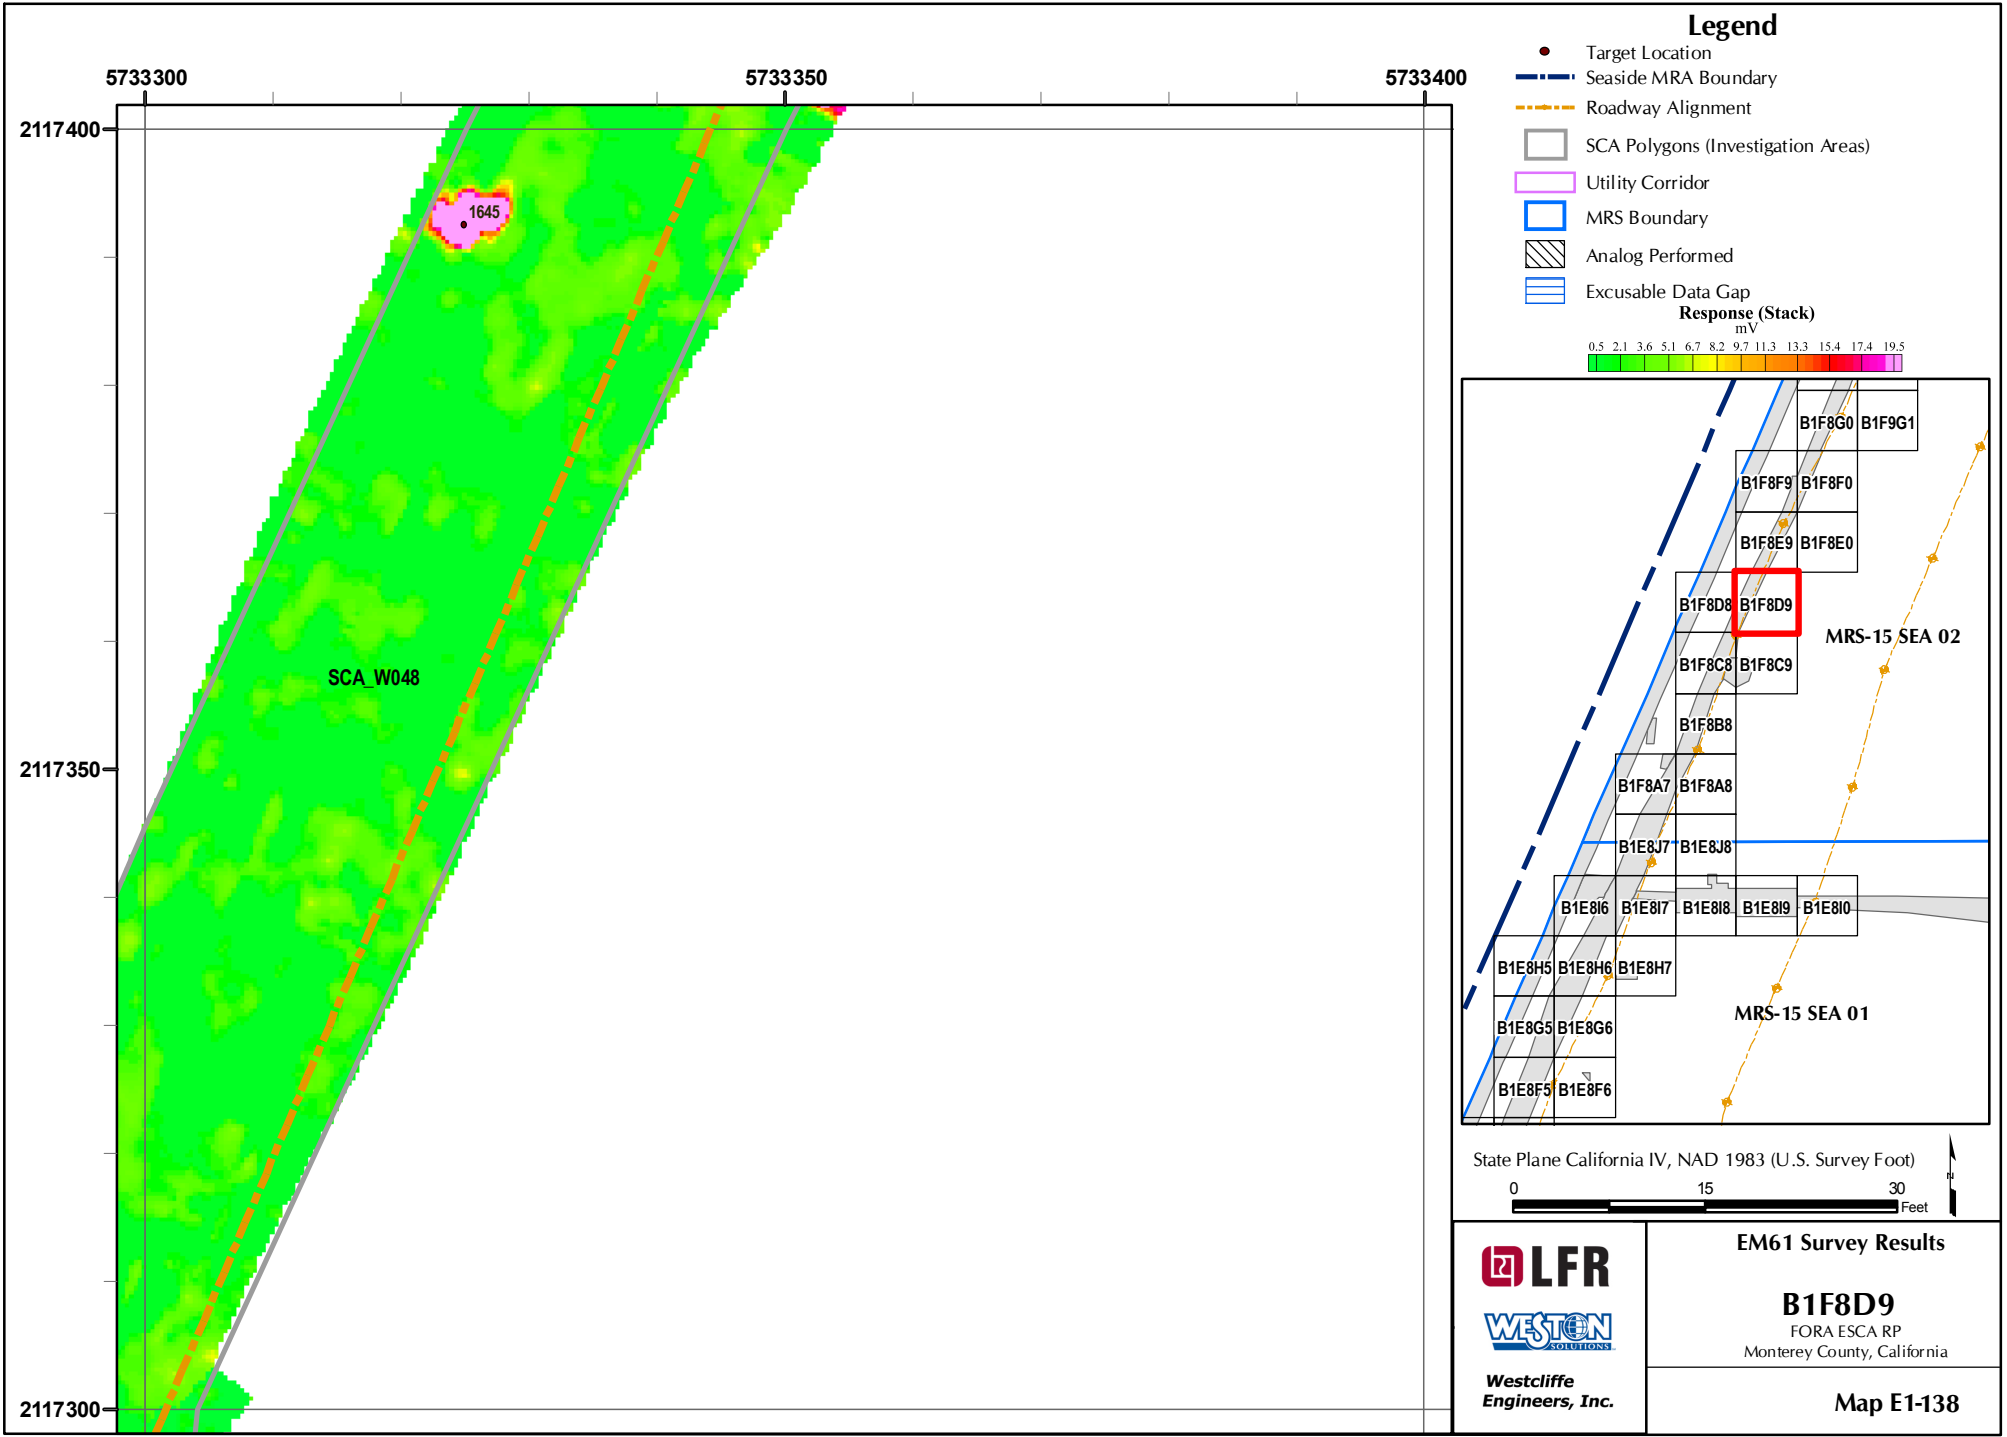 5733300
5733350
5733400
2117400
2117350
2117300
1645
SCA_W048
Legend
Target Location
Seaside MRA Boundary
Roadway Alignment
SCA Polygons (Investigation Areas)
Utility Corridor
MRS Boundary
Analog Performed
Excusable Data Gap
Response (Stack)
mV
0.5 2.1 3.6 5.1 6.7 8.2 9.7 11.3 13.3 15.4 17.4 19.5
B1F8G0 B1F9G1
B1F8F9 B1F8F0
B1F8E9 B1F8E0
B1F8D8 B1F8D9
MRS-15 SEA 02
B1F8C8 B1F8C9
B1F8B8
B1F8A7 B1F8A8
B1E8J7 B1E8J8
B1E8I6 B1E8I7 B1E8I8 B1E8I9 B1E8I0
B1E8H5 B1E8H6 B1E8H7
MRS-15 SEA 01
B1E8G5 B1E8G6
B1E8F5 B1E8F6
State Plane California IV, NAD 1983 (U.S. Survey Foot)
N
0 15 30
Feet
LFR
WESTON
SOLUTIONS
Westcliffe
Engineers, Inc.
EM61 Survey Results
B1F8D9
FORA ESCA RP
Monterey County, California
Map E1-138